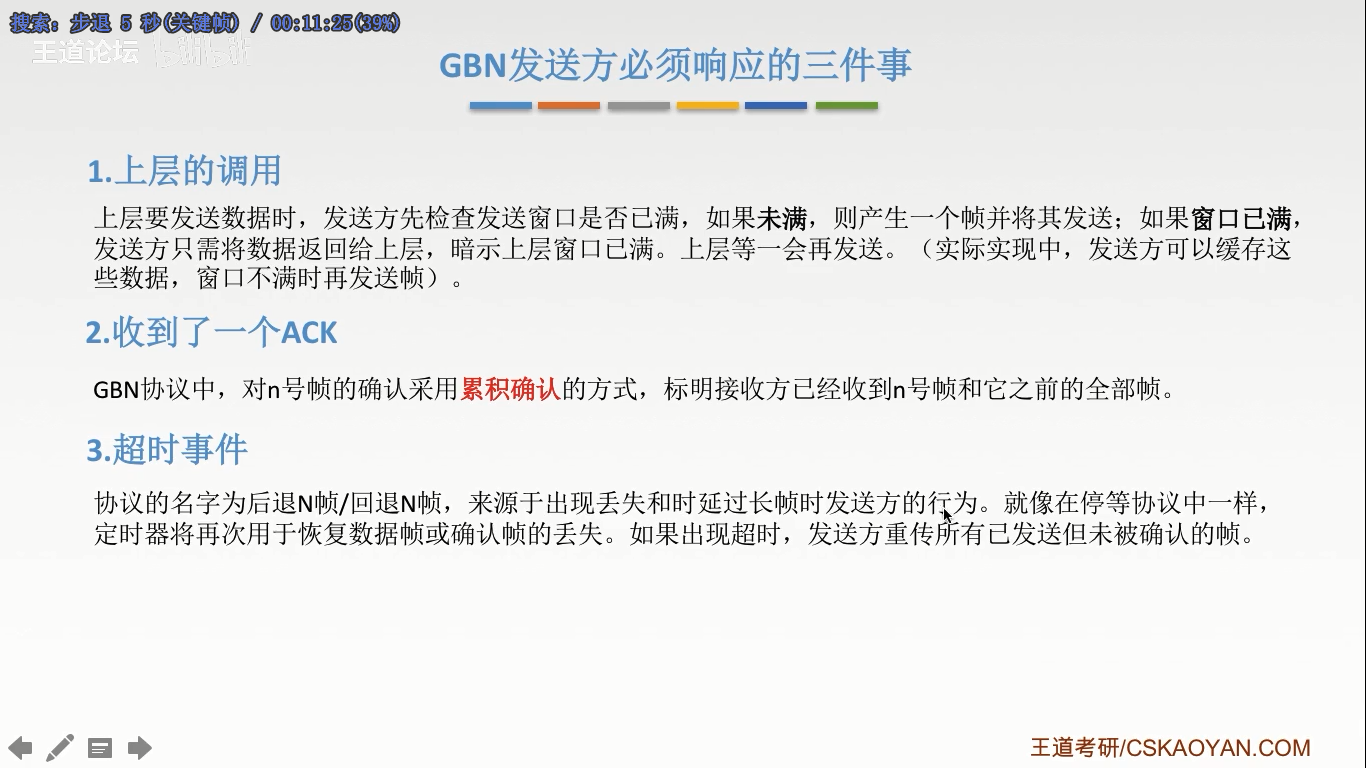 搜索: 步退 5 秒(关键帧) / 00:11:25(39%)
王道论坛 bilibili
GBN发送方必须响应的三件事
1.上层的调用
上层要发送数据时，发送方先检查发送窗口是否已满，如果未满，则产生一个帧并将其发送；如果窗口已满，
发送方只需将数据返回给上层，暗示上层窗口已满。上层等一会再发送。（实际实现中，发送方可以缓存这
些数据，窗口不满时再发送帧）。
2.收到了一个ACK
GBN协议中，对n号帧的确认采用累积确认的方式，标明接收方已经收到n号帧和它之前的全部帧。
3.超时事件
协议的名字为后退N帧/回退N帧，来源于出现丢失和时延过长帧时发送方的行为。就像在停等协议中一样，
定时器将再次用于恢复数据帧或确认帧的丢失。如果出现超时，发送方重传所有已发送但未被确认的帧。
王道考研/CSKAOYAN.COM